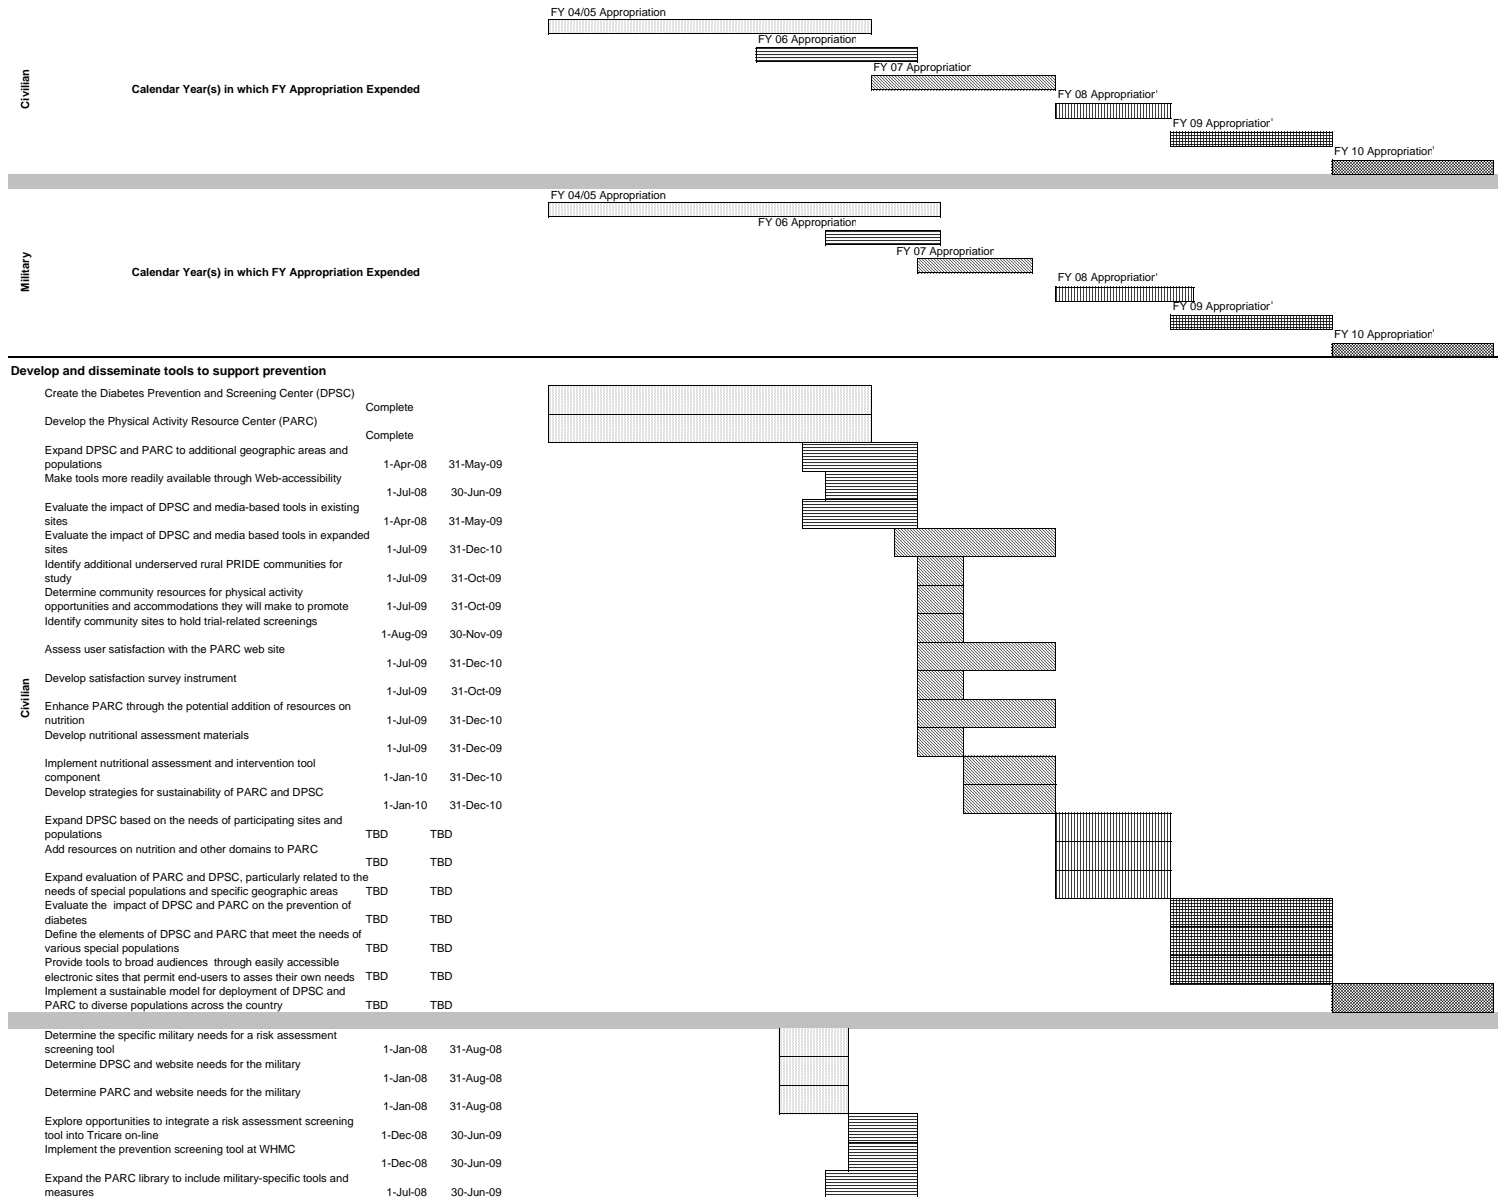 FY 04/05 Appropriation
FY 06 Appropriation
FY 07 Appropriation
Civilian
Calendar Year(s) in which FY Appropriation Expended
FY 08 Appropriation
FY 09 Appropriation
FY 10 Appropriation
FY 04/05 Appropriation
FY 06 Appropriation
FY 07 Appropriation
Military
Calendar Year(s) in which FY Appropriation Expended
FY 08 Appropriation
FY 09 Appropriation
FY 10 Appropriation
Develop and disseminate tools to support prevention
Create the Diabetes Prevention and Screening Center (DPSC)
Complete
Develop the Physical Activity Resource Center (PARC)
Complete
Expand DPSC and PARC to additional geographic areas and
populations 1-Apr-08 31-May-09
Make tools more readily available through Web-accessibility
1-Jul-08 30-Jun-09
Evaluate the impact of DPSC and media-based tools in existing
sites 1-Apr-08 31-May-09
Evaluate the impact of DPSC and media based tools in expanded
sites 1-Jul-09 31-Dec-10
Identify additional underserved rural PRIDE communities for
study 1-Jul-09 31-Oct-09
Determine community resources for physical activity
opportunities and accommodations they will make to promote 1-Jul-09 31-Oct-09
Identify community sites to hold trial-related screenings
1-Aug-09 30-Nov-09
Assess user satisfaction with the PARC web site
1-Jul-09 31-Dec-10
Civilian
Develop satisfaction survey instrument
1-Jul-09 31-Oct-09
Enhance PARC through the potential addition of resources on
nutrition 1-Jul-09 31-Dec-10
Develop nutritional assessment materials
1-Jul-09 31-Dec-09
Implement nutritional assessment and intervention tool
component 1-Jan-10 31-Dec-10
Develop strategies for sustainability of PARC and DPSC
1-Jan-10 31-Dec-10
Expand DPSC based on the needs of participating sites and
populations TBD TBD
Add resources on nutrition and other domains to PARC
TBD TBD
Expand evaluation of PARC and DPSC, particularly related to the
needs of special populations and specific geographic areas TBD TBD
Evaluate the impact of DPSC and PARC on the prevention of
diabetes TBD TBD
Define the elements of DPSC and PARC that meet the needs of
various special populations TBD TBD
Provide tools to broad audiences through easily accessible
electronic sites that permit end-users to asses their own needs TBD TBD
Implement a sustainable model for deployment of DPSC and
PARC to diverse populations across the country TBD TBD
Determine the specific military needs for a risk assessment
screening tool 1-Jan-08 31-Aug-08
Determine DPSC and website needs for the military
1-Jan-08 31-Aug-08
Determine PARC and website needs for the military
1-Jan-08 31-Aug-08
Explore opportunities to integrate a risk assessment screening
tool into Tricare on-line 1-Dec-08 30-Jun-09
Implement the prevention screening tool at WHMC
1-Dec-08 30-Jun-09
Expand the PARC library to include military-specific tools and
measures 1-Jul-08 30-Jun-09